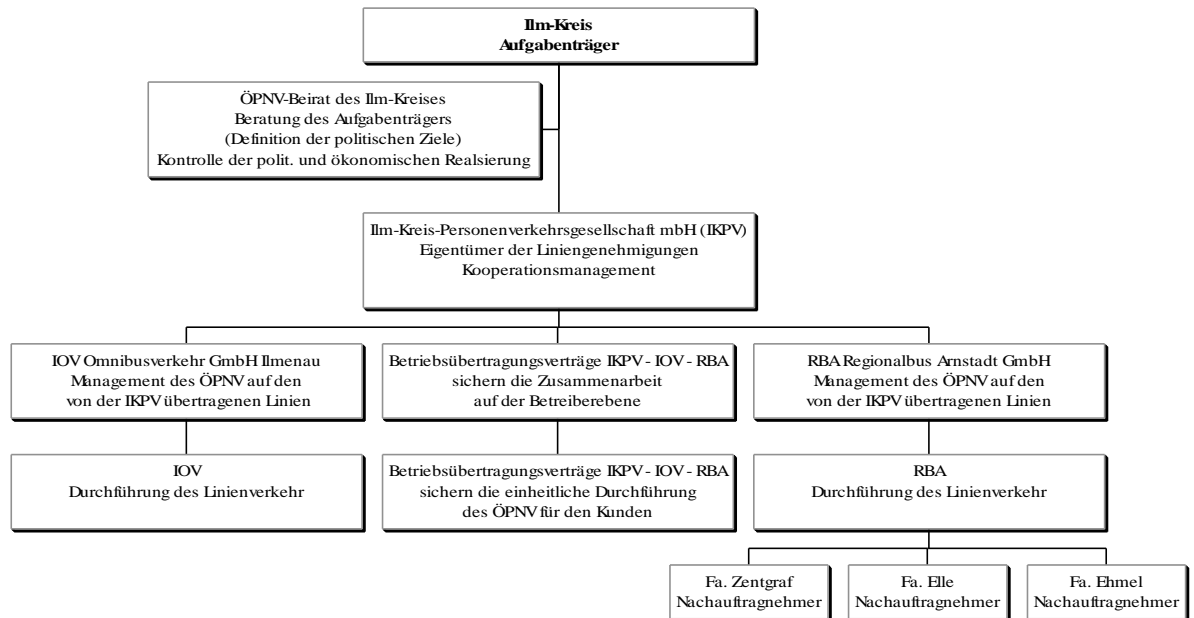 Ilm-Kreis
Aufgabenträger
ÖPNV-Beirat des Ilm-Kreises
Beratung des Aufgabenträgers
(Definition der politischen Ziele)
Kontrolle der polit. und ökonomischen Realsierung
Ilm-Kreis-Personenverkehrsgesellschaft mbH (IKPV)
Eigentümer der Liniengenehmigungen
Kooperationsmanagement
IOV Omnibusverkehr GmbH Ilmenau
Management des ÖPNV auf den
von der IKPV übertragenen Linien
Betriebsübertragungsverträge IKPV - IOV - RBA
sichern die Zusammenarbeit
auf der Betreiberebene
RBA Regionalbus Arnstadt GmbH
Management des ÖPNV auf den
von der IKPV übertragenen Linien
IOV
Durchführung des Linienverkehr
Betriebsübertragungsverträge IKPV - IOV - RBA
sichern die einheitliche Durchführung
des ÖPNV für den Kunden
RBA
Durchführung des Linienverkehr
Fa. Zentgraf
Nachauftragnehmer
Fa. Elle
Nachauftragnehmer
Fa. Ehmel
Nachauftragnehmer